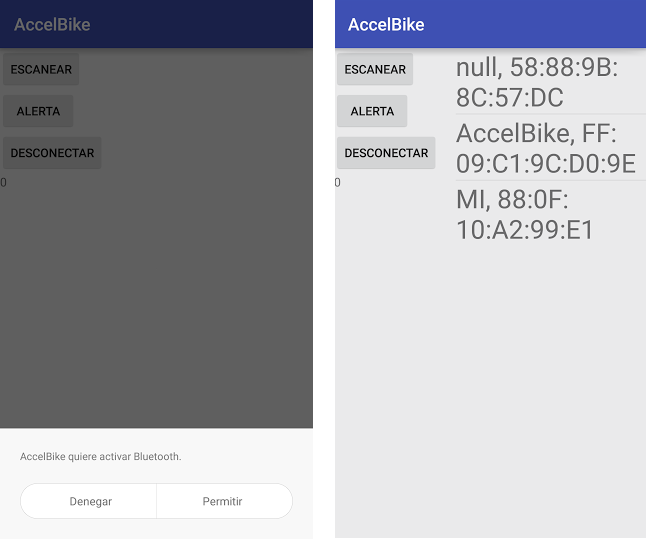 AccelBike
ESCANEAR
ALERTA
DESCONECTAR
0
AccelBike quiere activar Bluetooth.
Denegar
Permitir
AccelBike
ESCANEAR
ALERTA
DESCONECTAR
0
null, 58:88:9B:
8C:57:DC
AccelBike, FF:
09:C1:9C:D0:9E
MI, 88:0F:
10:A2:99:E1